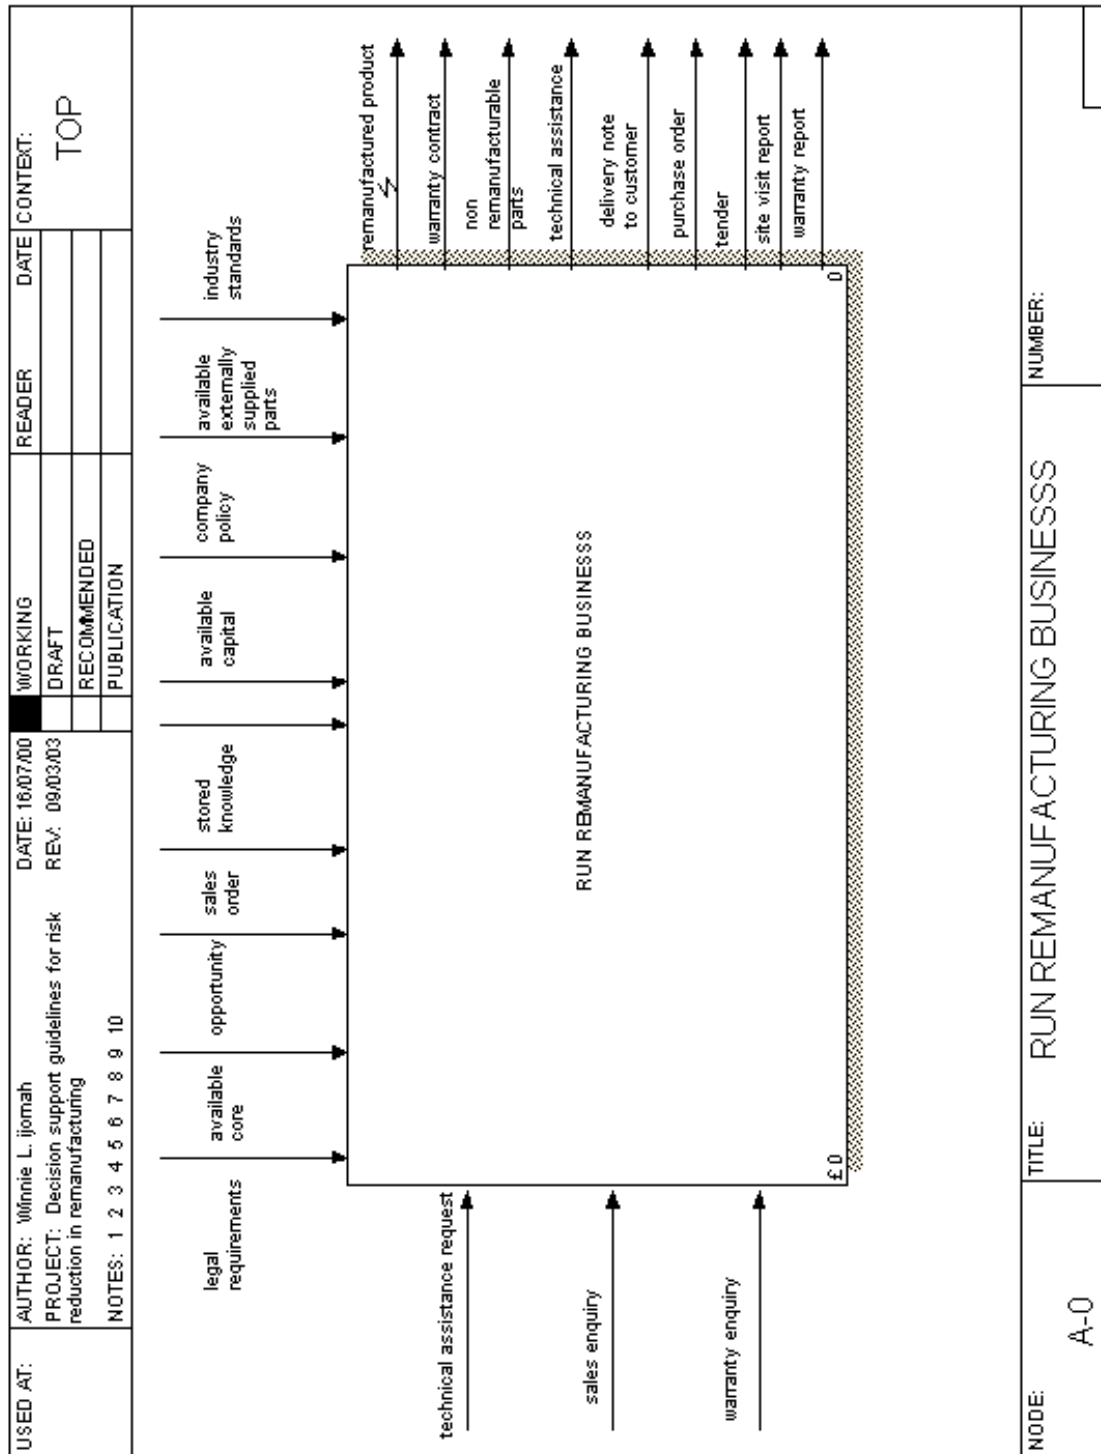 USED AT:
AUTHOR: Winnie L. Ijomah
PROJECT: Decision support guidelines for risk
reduction in remanufacturing
NOTES: 1 2 3 4 5 6 7 8 9 10
DATE: 16/07/00
REV: 09/03/03
WORKING
DRAFT
RECOMMENDED
PUBLICATION
READER
DATE
CONTEXT:
TOP
legal
requirements
available
core
opportunity
sales
order
stored
knowledge
available
capital
company
policy
available
externally
supplied
parts
industry
standards
technical assistance request
sales enquiry
warranty enquiry
RUN REMANUFACTURING BUSINESSS
£ 0
0
remanufactured product
warranty contract
non
remanufacturable
parts
technical assistance
delivery note
to customer
purchase order
tender
site visit report
warranty report
NODE:
A-0
TITLE:
RUN REMANUFACTURING BUSINESSS
NUMBER: